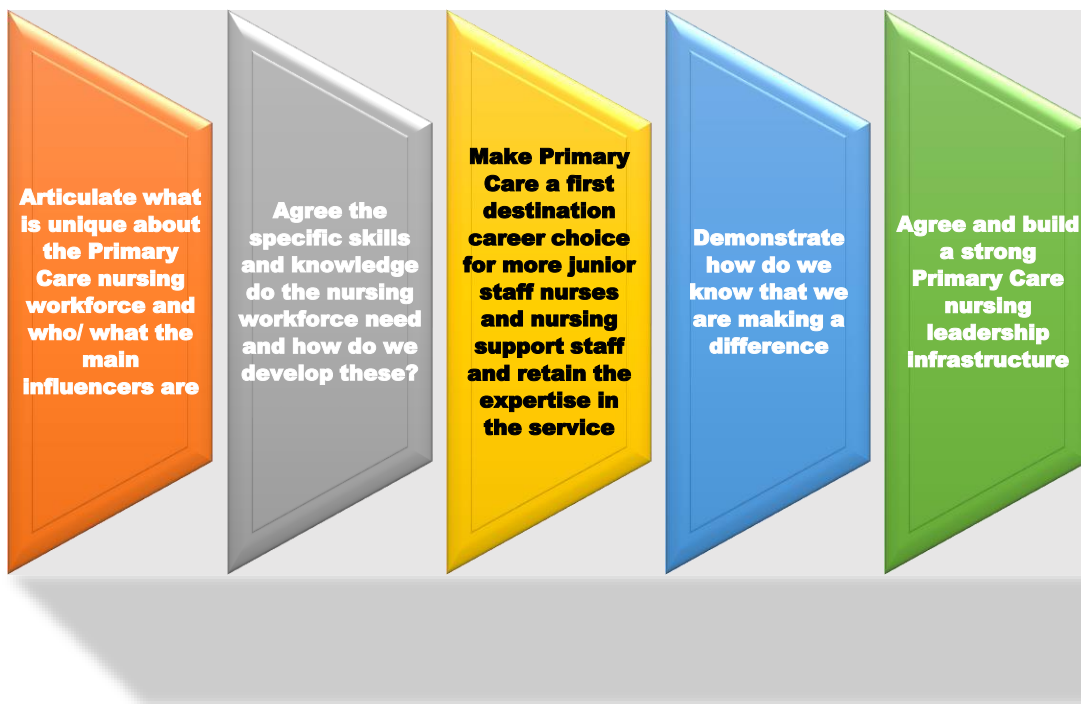 Articulate what
is unique about
the Primary
Care nursing
workforce and
who/ what the
main
influencers are
Agree the
specific skills
and knowledge
do the nursing
workforce need
and how do we
develop these?
Make Primary
Care a first
destination
career choice
for more junior
staff nurses
and nursing
support staff
and retain the
expertise in
the service
Demonstrate
how do we
know that we
are making a
difference
Agree and build
a strong
Primary Care
nursing
leadership
infrastructure